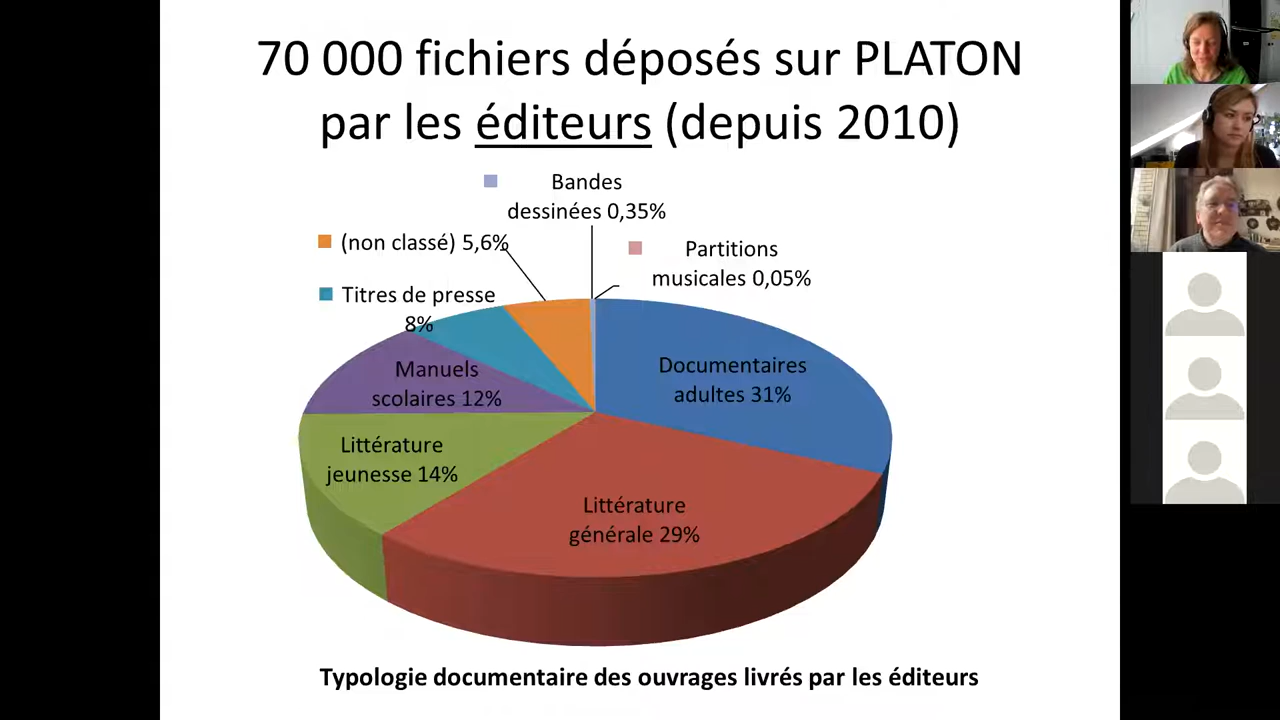 70 000 fichiers déposés sur PLATON
par les éditeurs (depuis 2010)
Bandes
dessinées 0,35%
(non classé) 5,6%
Partitions
musicales 0,05%
Titres de presse
8%
Documentaires
adultes 31%
Manuels
scolaires 12%
Littérature
jeunesse 14%
Littérature
générale 29%
Typologie documentaire des ouvrages livrés par les éditeurs